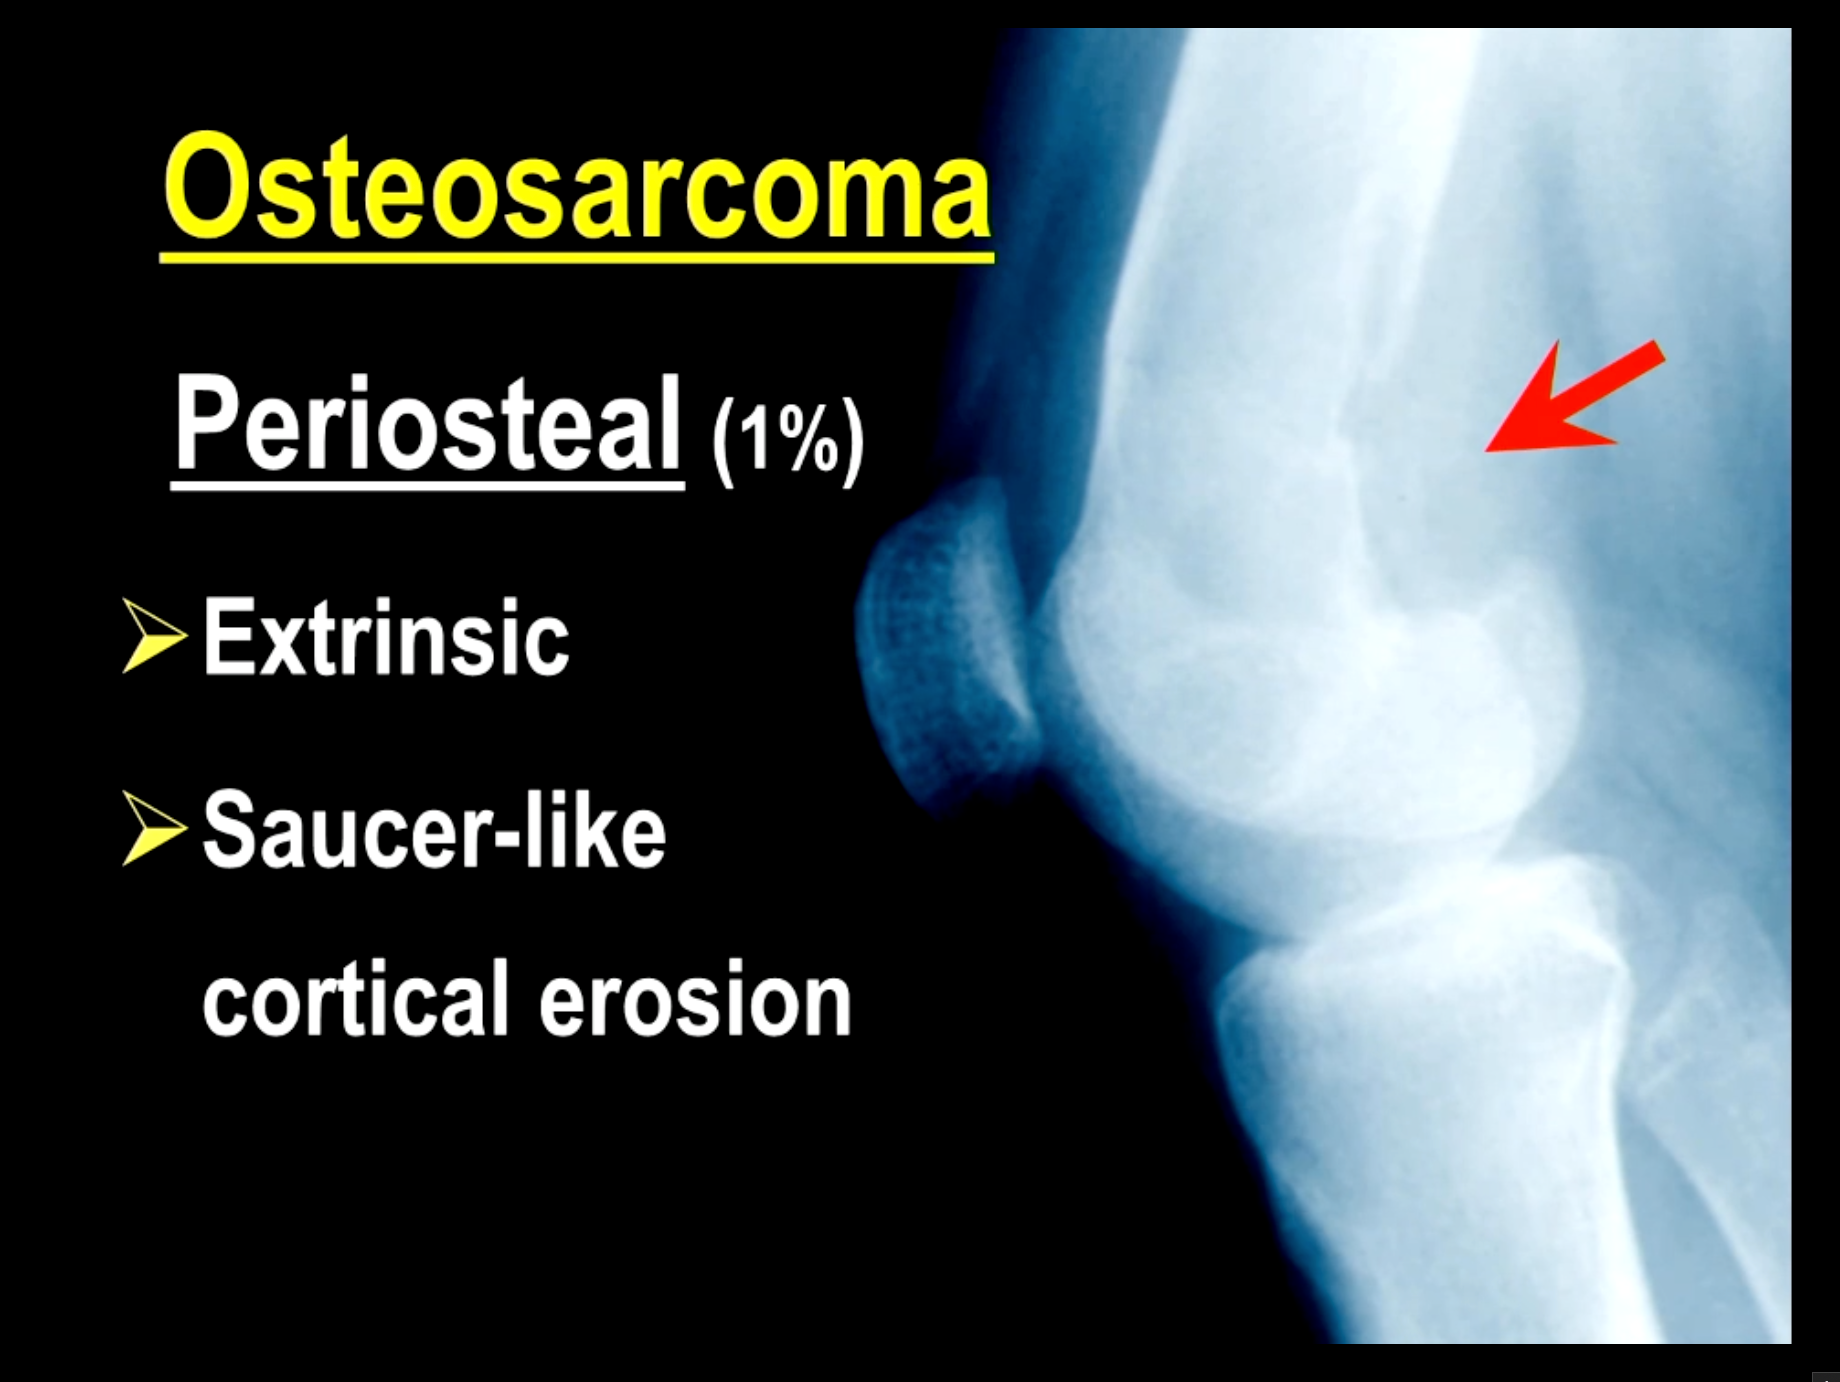 Osteosarcoma
Periosteal (1%)
Extrinsic
Saucer-like
cortical erosion